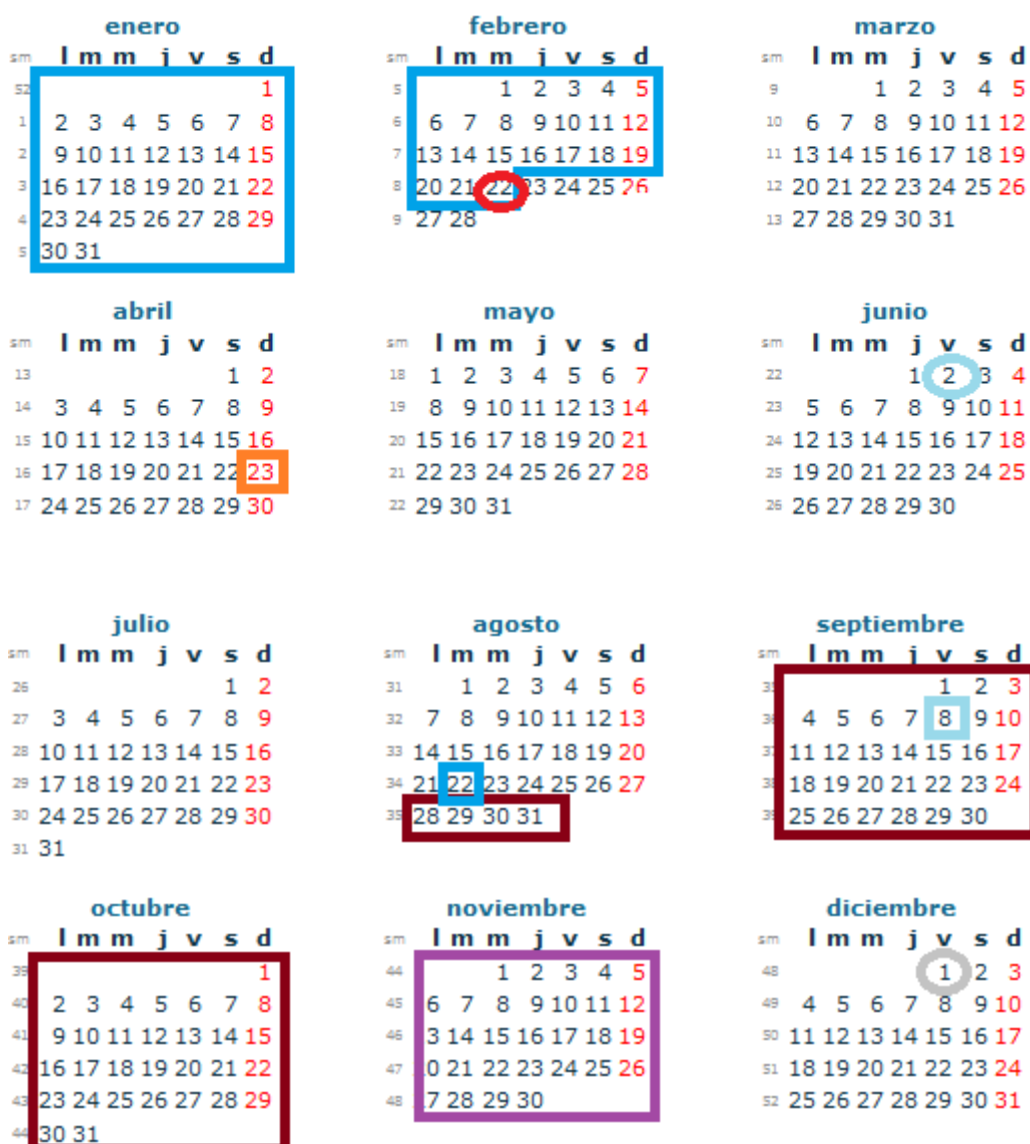 enero febrero marzo
sm l m m j v s d sm l m m j v s d sm l m m j v s d
52 1 5 1 2 3 4 5 9 1 2 3 4 5
1 2 3 4 5 6 7 8 6 6 7 8 9 10 11 12 10 6 7 8 9 10 11 12
2 9 10 11 12 13 14 15 7 13 14 15 16 17 18 19 11 13 14 15 16 17 18 19
3 16 17 18 19 20 21 22 8 20 21 22 23 24 25 26 12 20 21 22 23 24 25 26
4 23 24 25 26 27 28 29 9 27 28 13 27 28 29 30 31
5 30 31
abril mayo junio
sm l m m j v s d sm l m m j v s d sm l m m j v s d
13 1 2 18 1 2 3 4 5 6 7 22 1 2 3 4
14 3 4 5 6 7 8 9 19 8 9 10 11 12 13 14 23 5 6 7 8 9 10 11
15 10 11 12 13 14 15 16 20 15 16 17 18 19 20 21 24 12 13 14 15 16 17 18
16 17 18 19 20 21 22 23 21 22 23 24 25 26 27 28 25 19 20 21 22 23 24 25
17 24 25 26 27 28 29 30 22 29 30 31 26 26 27 28 29 30
julio agosto septiembre
sm l m m j v s d sm l m m j v s d sm l m m j v s d
26 1 2 31 1 2 3 4 5 6 35 1 2 3
27 3 4 5 6 7 8 9 32 7 8 9 10 11 12 13 36 4 5 6 7 8 9 10
28 10 11 12 13 14 15 16 33 14 15 16 17 18 19 20 37 11 12 13 14 15 16 17
29 17 18 19 20 21 22 23 34 21 22 23 24 25 26 27 38 18 19 20 21 22 23 24
30 24 25 26 27 28 29 30 35 28 29 30 31 39 25 26 27 28 29 30
31 31
octubre noviembre diciembre
sm l m m j v s d sm l m m j v s d sm l m m j v s d
39 1 44 1 2 3 4 5 48 1 2 3
40 2 3 4 5 6 7 8 45 6 7 8 9 10 11 12 49 4 5 6 7 8 9 10
41 9 10 11 12 13 14 15 46 3 14 15 16 17 18 19 50 11 12 13 14 15 16 17
42 16 17 18 19 20 21 22 47 0 21 22 23 24 25 26 51 18 19 20 21 22 23 24
43 23 24 25 26 27 28 29 48 7 28 29 30 52 25 26 27 28 29 30 31
44 30 31